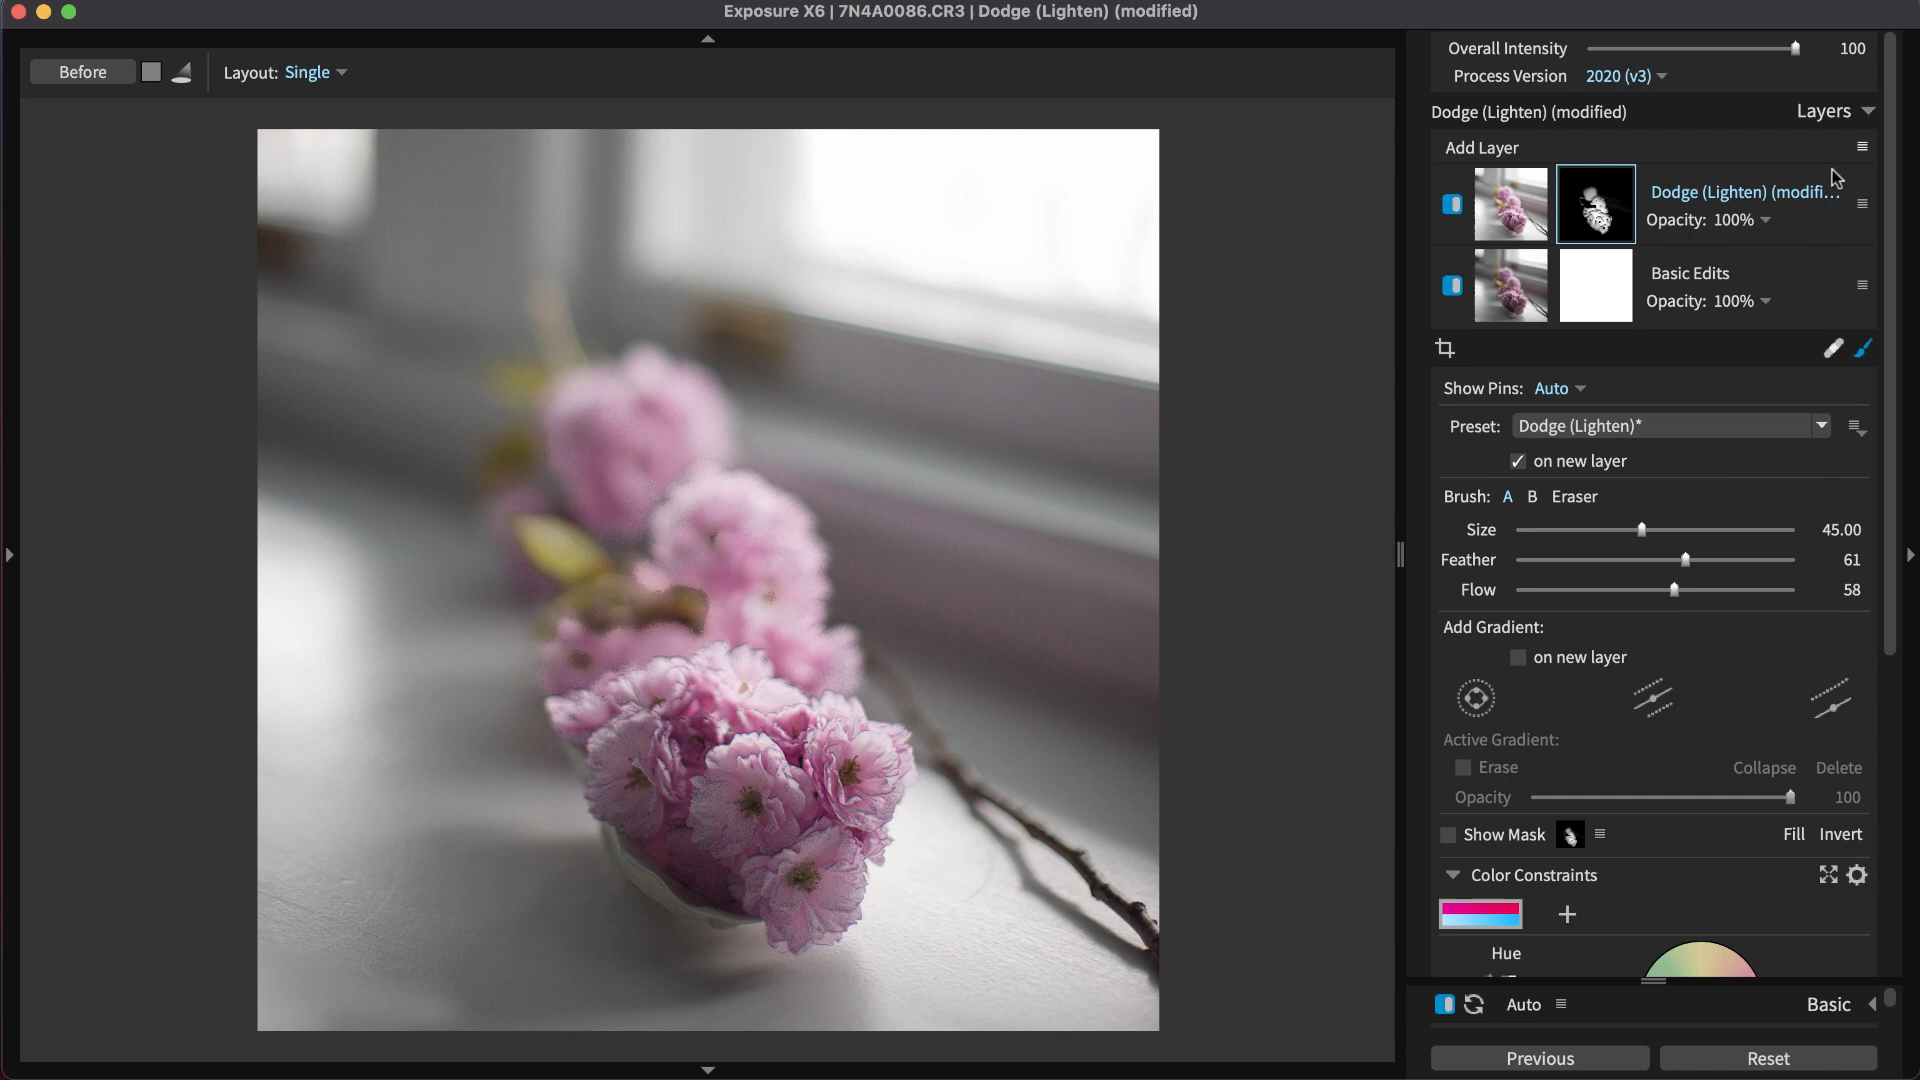 Exposure X6 | 7N4A0086.CR3 | Dodge (Lighten) (modified)
Before
Layout: Single
Overall Intensity 100
Process Version 2020 (v3)
Dodge (Lighten) (modified) Layers
Add Layer
Dodge (Lighten) (modifi...
Opacity: 100%
Basic Edits
Opacity: 100%
Show Pins: Auto
Preset: Dodge (Lighten)*
on new layer
Brush: A B Eraser
Size 45.00
Feather 61
Flow 58
Add Gradient:
on new layer
Active Gradient:
Erase Collapse Delete
Opacity 100
Show Mask Fill Invert
Color Constraints
Hue
Auto Basic
Previous Reset